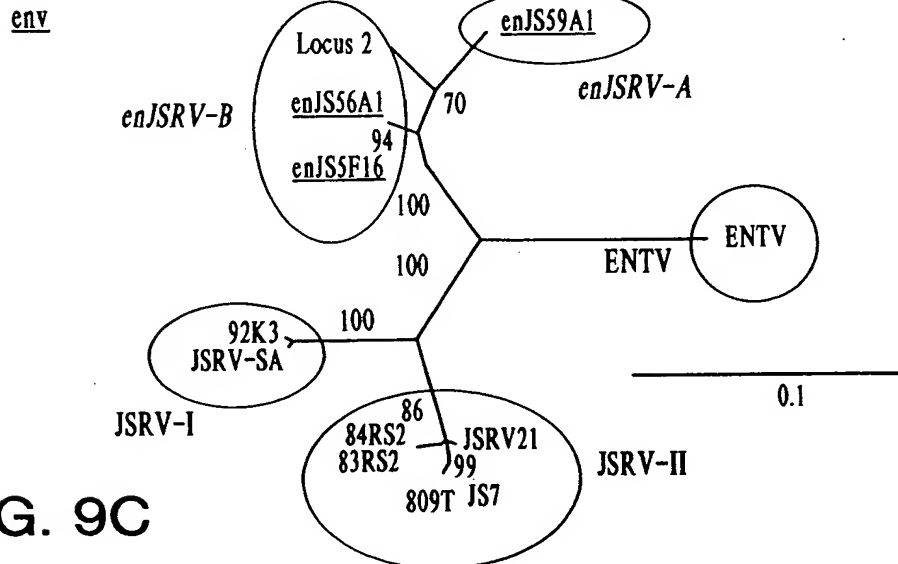 env
Locus 2
enJS59A1
enJSRV-A
enJSRV-B
enJS56A1
70
94
enJS5F16
100
ENTV
ENTV
100
100
92K3
JSRV-SA
0.1
JSRV-I
86
84RS2
JSRV21
83RS2
99
JSRV-II
809T JS7
G. 9C